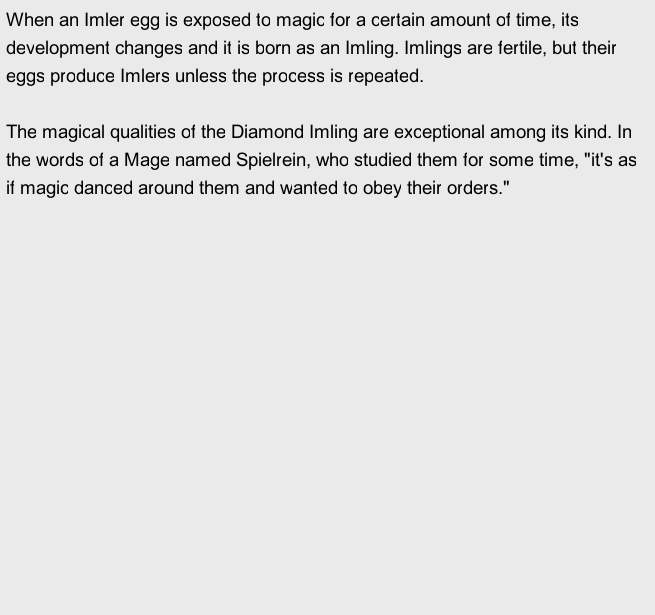 When an Imler egg is exposed to magic for a certain amount of time, its
development changes and it is born as an Imling. Imlings are fertile, but their
eggs produce Imlers unless the process is repeated.

The magical qualities of the Diamond Imling are exceptional among its kind. In
the words of a Mage named Spielrein, who studied them for some time, "it's as
if magic danced around them and wanted to obey their orders."